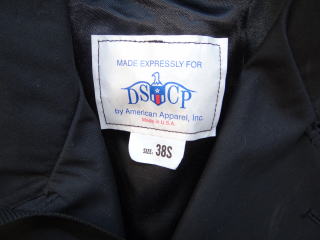 MADE EXPRESSLY FOR
DSCP
by American Apparel, Inc.
Made in U.S.A.
SIZE: 38S